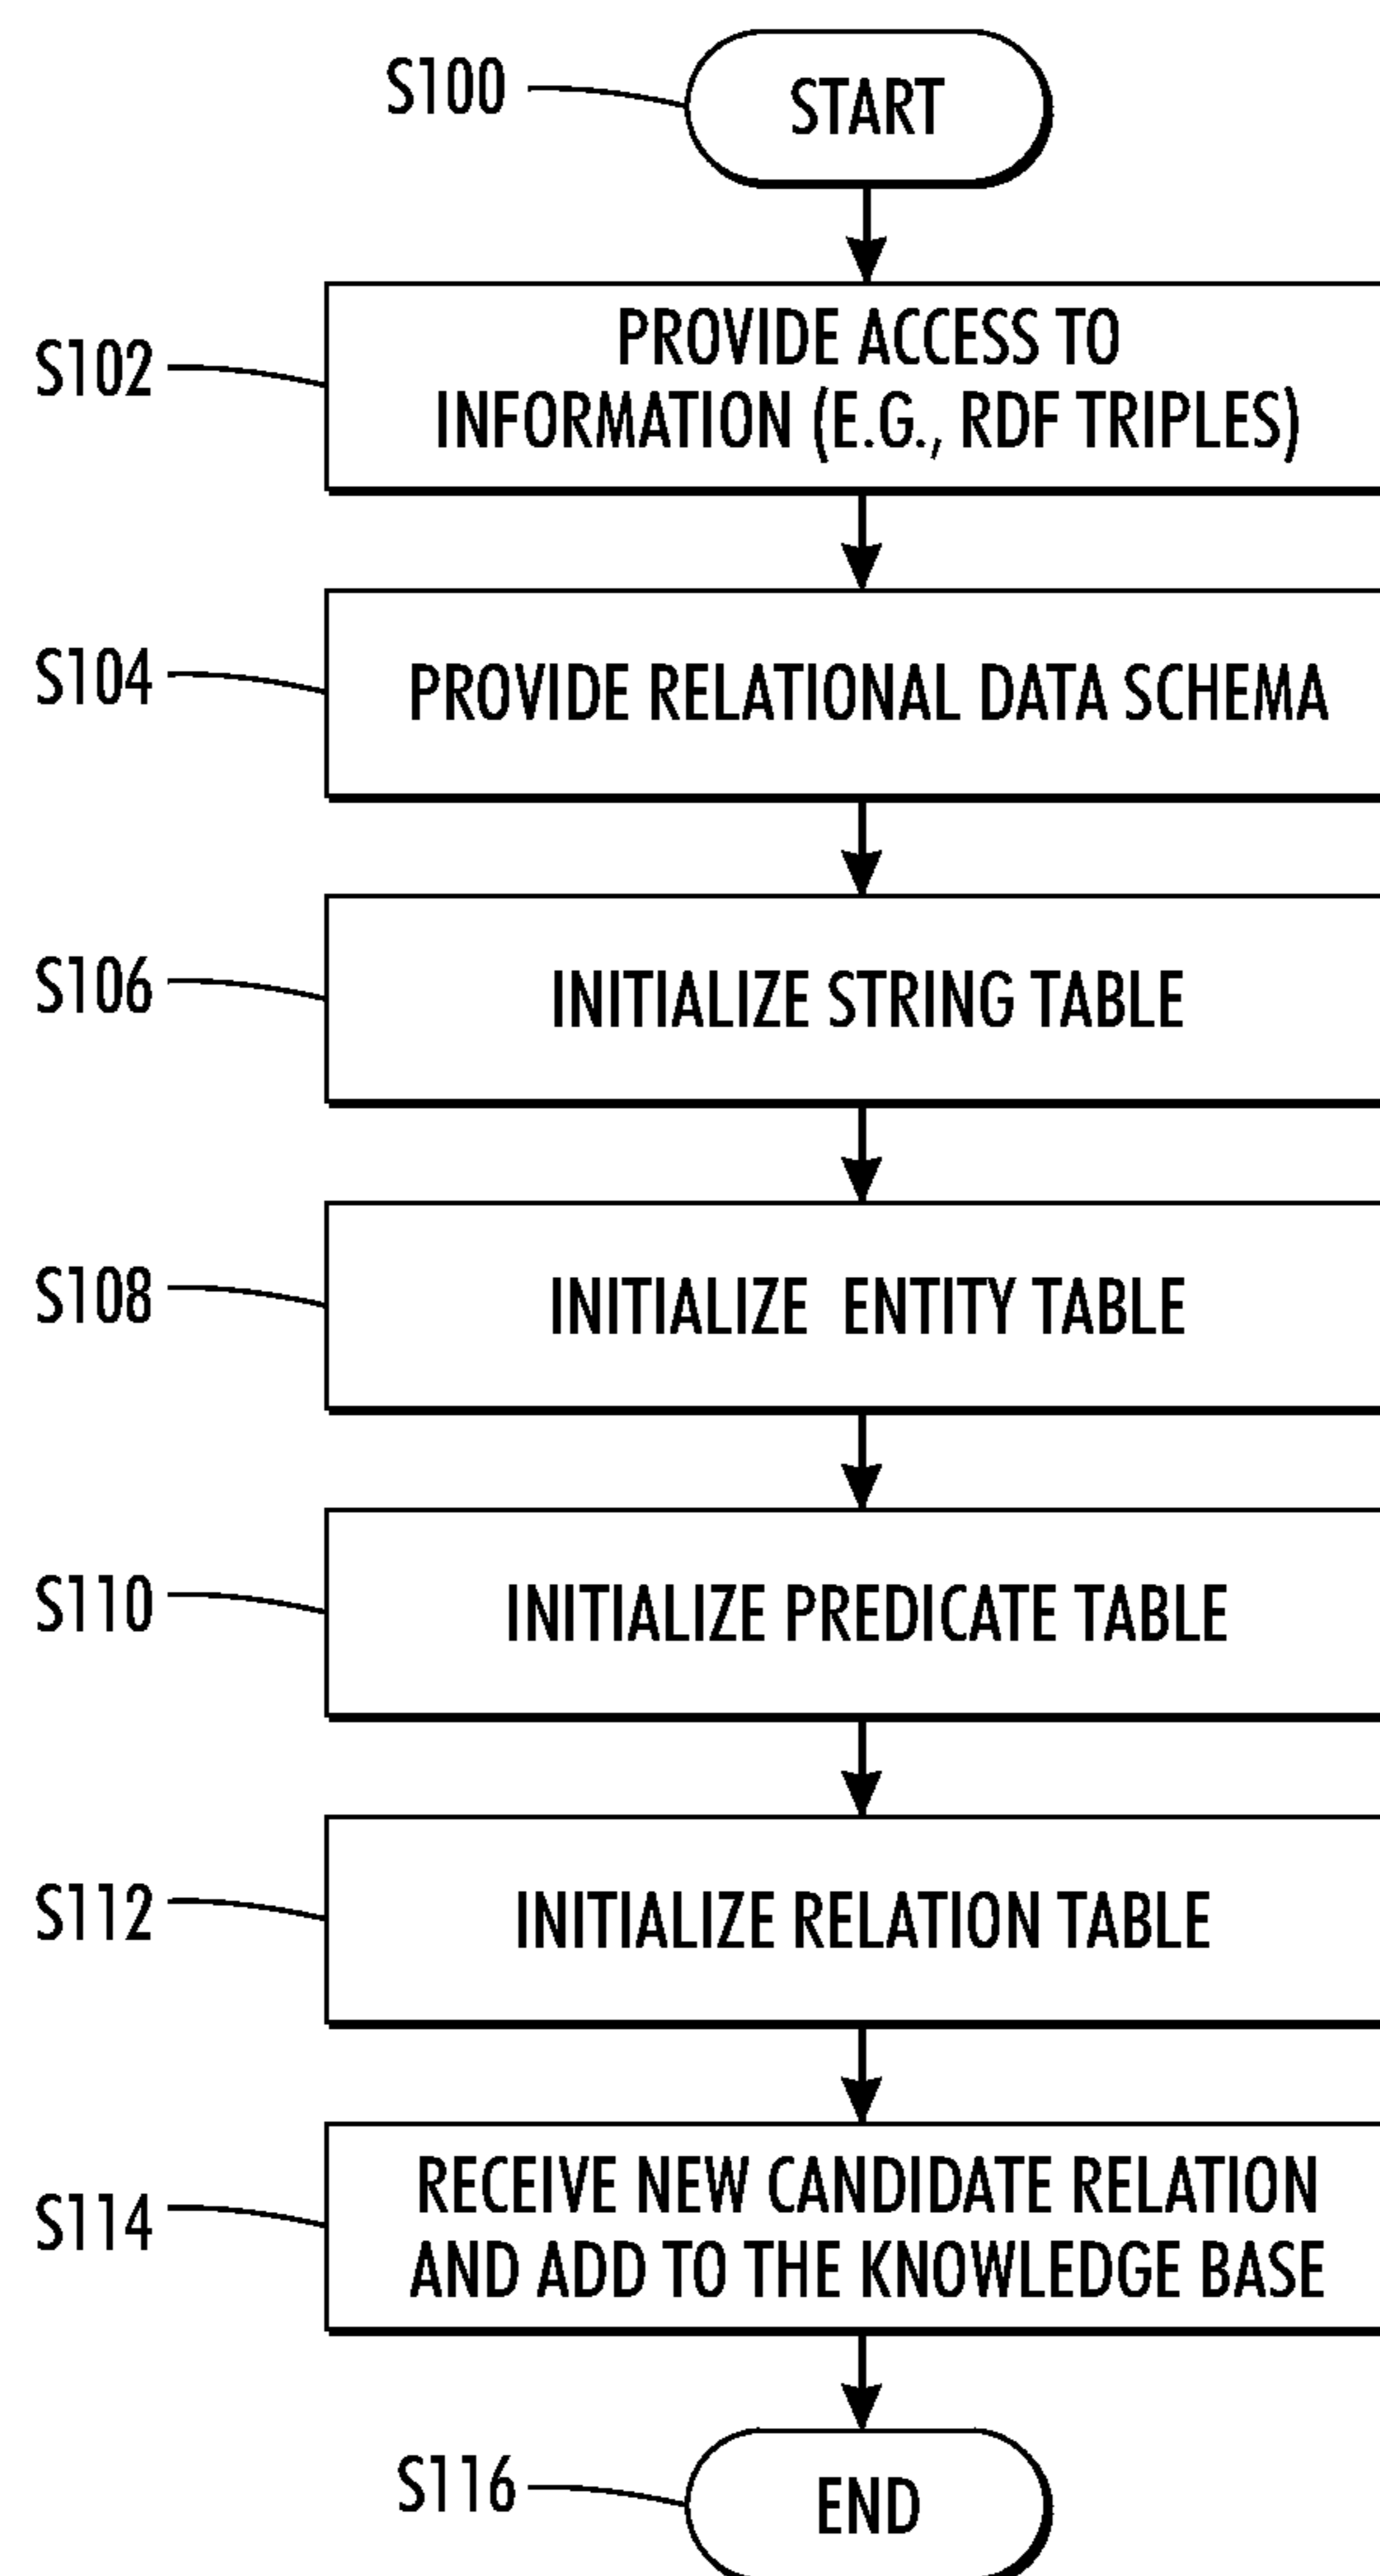 S100
START
S102
PROVIDE ACCESS TO
INFORMATION (E.G., RDF TRIPLES)
S104
PROVIDE RELATIONAL DATA SCHEMA
S106
INITIALIZE STRING TABLE
S108
INITIALIZE ENTITY TABLE
S110
INITIALIZE PREDICATE TABLE
S112
INITIALIZE RELATION TABLE
S114
RECEIVE NEW CANDIDATE RELATION
AND ADD TO THE KNOWLEDGE BASE
S116
END